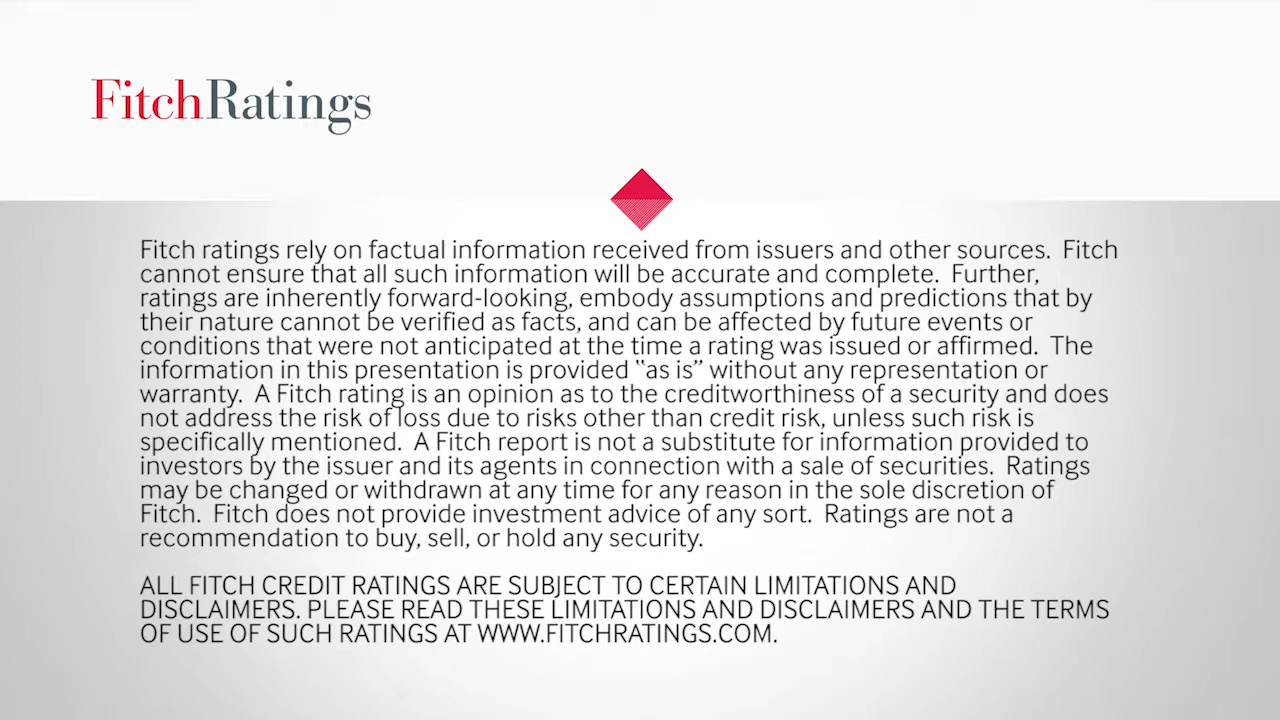 FitchRatings
Fitch ratings rely on factual information received from issuers and other sources.  Fitch
cannot ensure that all such information will be accurate and complete.  Further,
ratings are inherently forward-looking, embody assumptions and predictions that by
their nature cannot be verified as facts, and can be affected by future events or
conditions that were not anticipated at the time a rating was issued or affirmed.  The
information in this presentation is provided “as is” without any representation or
warranty.  A Fitch rating is an opinion as to the creditworthiness of a security and does
not address the risk of loss due to risks other than credit risk, unless such risk is
specifically mentioned.  A Fitch report is not a substitute for information provided to
investors by the issuer and its agents in connection with a sale of securities.  Ratings
may be changed or withdrawn at any time for any reason in the sole discretion of
Fitch.  Fitch does not provide investment advice of any sort.  Ratings are not a
recommendation to buy, sell, or hold any security.
ALL FITCH CREDIT RATINGS ARE SUBJECT TO CERTAIN LIMITATIONS AND
DISCLAIMERS. PLEASE READ THESE LIMITATIONS AND DISCLAIMERS AND THE TERMS
OF USE OF SUCH RATINGS AT WWW.FITCHRATINGS.COM.